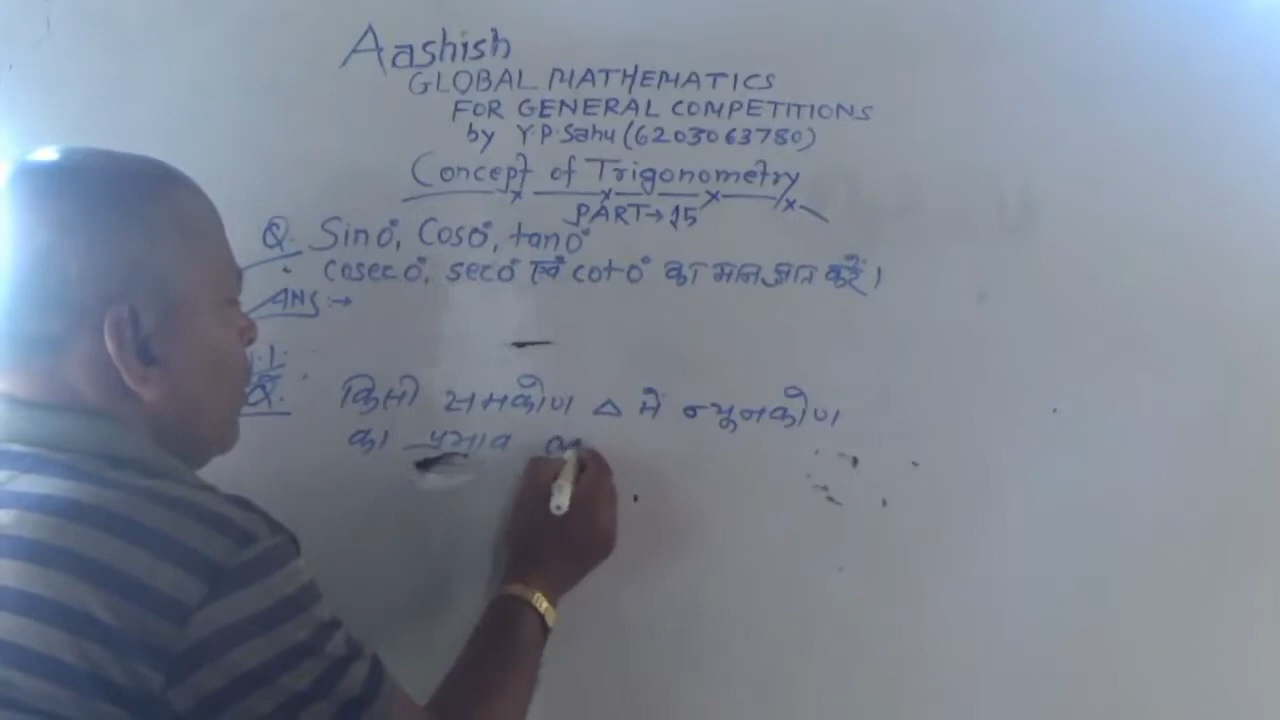 Aashish
GLOBAL MATHEMATICS
FOR GENERAL COMPETITIONS
by Y.P. Sahu (6203063780)
Concept of Trigonometry
PART→15
Q. Sin0°, Cos0°, tan0°
cosec0°, sec0° एवं cot0° का मान ज्ञात करें।
ANS:→
Q. किसी समकोण △ में न्यूनकोण
का प्रभाव